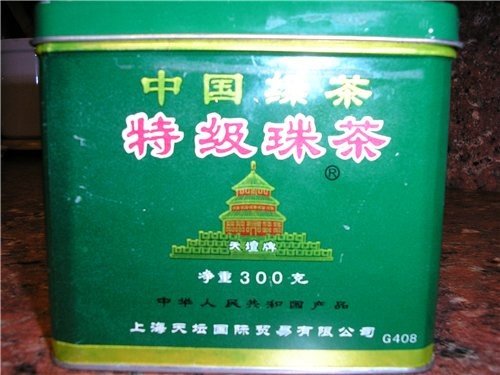 中国绿茶
特级珠茶
®
天壇牌
净重300克
中华人民共和国产品
上海天坛国际贸易有限公司
G408